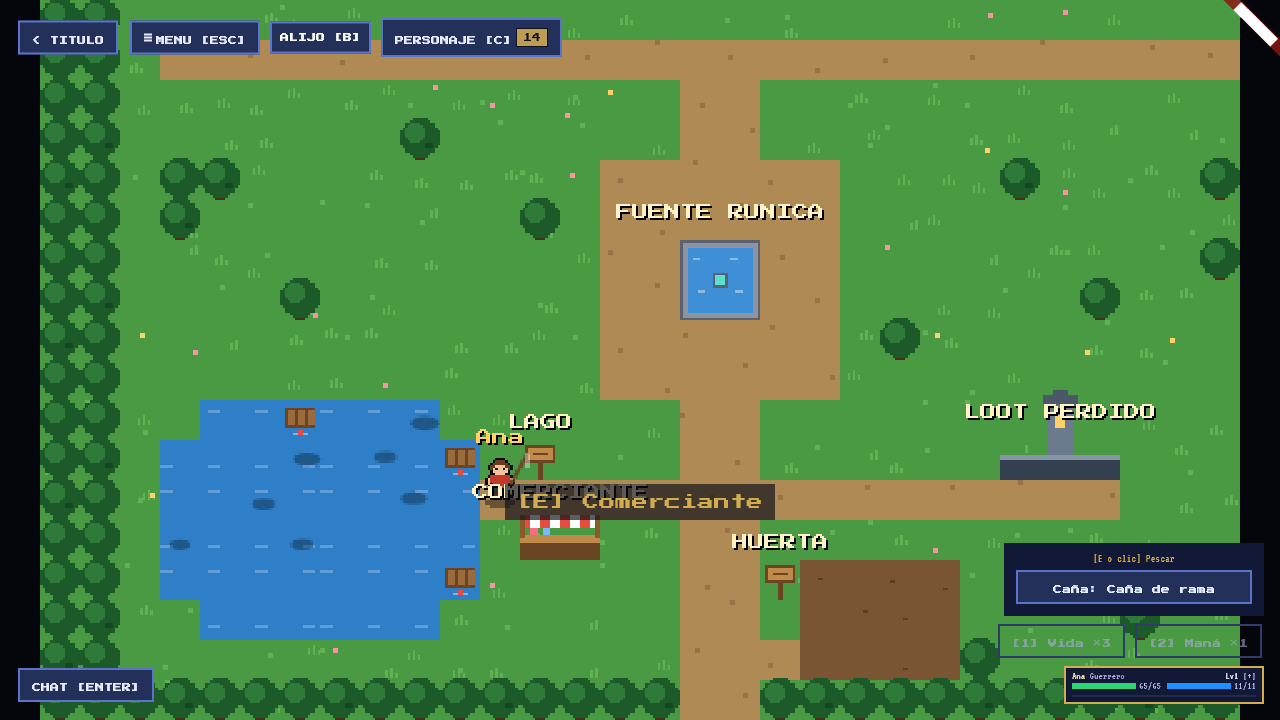 < TITULO
≡MENU [ESC]
ALIJO [B]
PERSONAJE [C] 14
FUENTE RUNICA
LAGO
LOOT PERDIDO
Ana
COMERCIANTE
[E] Comerciante
HUERTA
[E o clic] Pescar
Caña: Caña de rama
[1] Vida ×3
[2] Maná ×1
Ana Guerrero
Lv1 [+]
65/65
11/11
CHAT [ENTER]